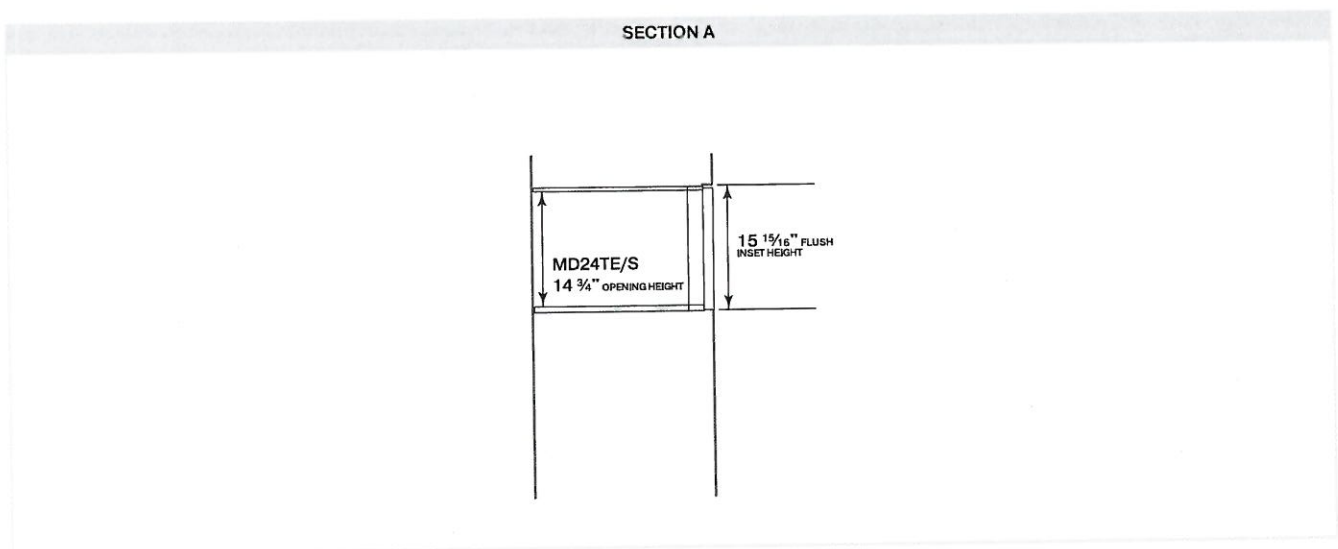 SECTION A
MD24TE/S
14 ¾" OPENING HEIGHT
15 15/16" FLUSH
INSET HEIGHT